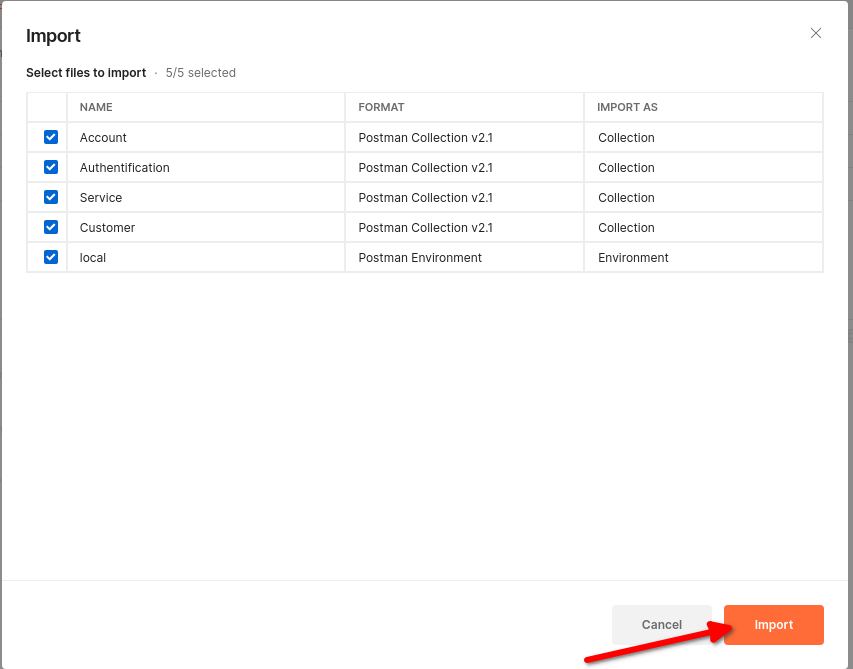 Import
Select files to import · 5/5 selected
NAME FORMAT IMPORT AS
Account Postman Collection v2.1 Collection
Authentification Postman Collection v2.1 Collection
Service Postman Collection v2.1 Collection
Customer Postman Collection v2.1 Collection
local Postman Environment Environment
Cancel Import